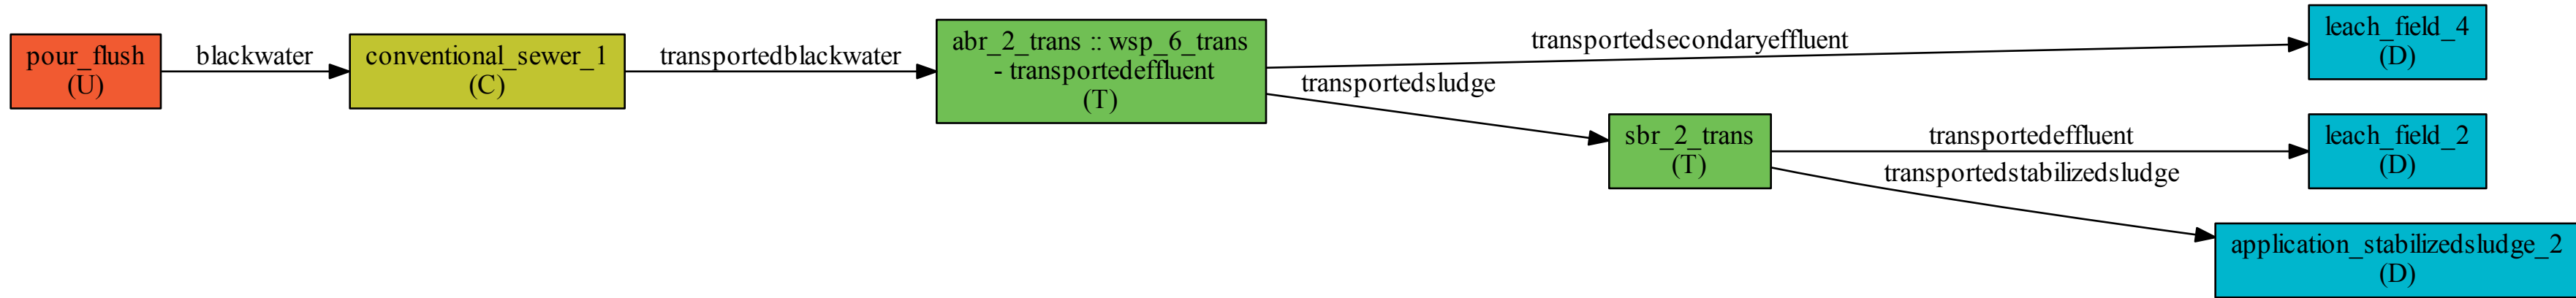 pour_flush
(U)
blackwater
conventional_sewer_1
(C)
transportedblackwater
abr_2_trans :: wsp_6_trans
- transportedeffluent
(T)
transportedsecondaryeffluent
leach_field_4
(D)
transportedsludge
sbr_2_trans
(T)
transportedeffluent
leach_field_2
(D)
transportedstabilizedsludge
application_stabilizedsludge_2
(D)